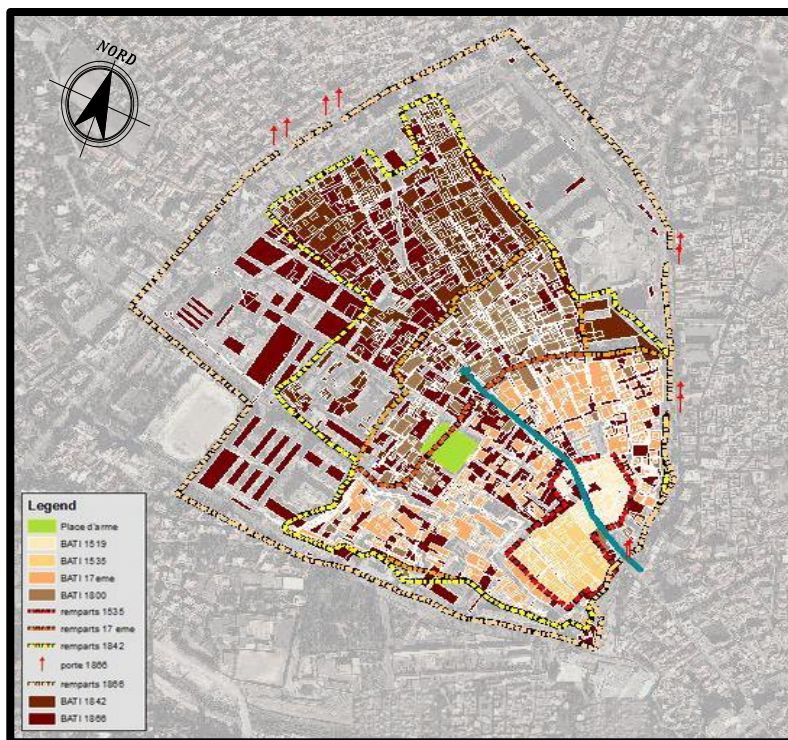 NORD
Legend
Place d'arme
BATI 1519
BATI 1535
BATI 17eme
BATI 1800
remparts 1535
remparts 17 eme
remparts 1842
porte 1866
remparts 1866
BATI 1842
BATI 1866